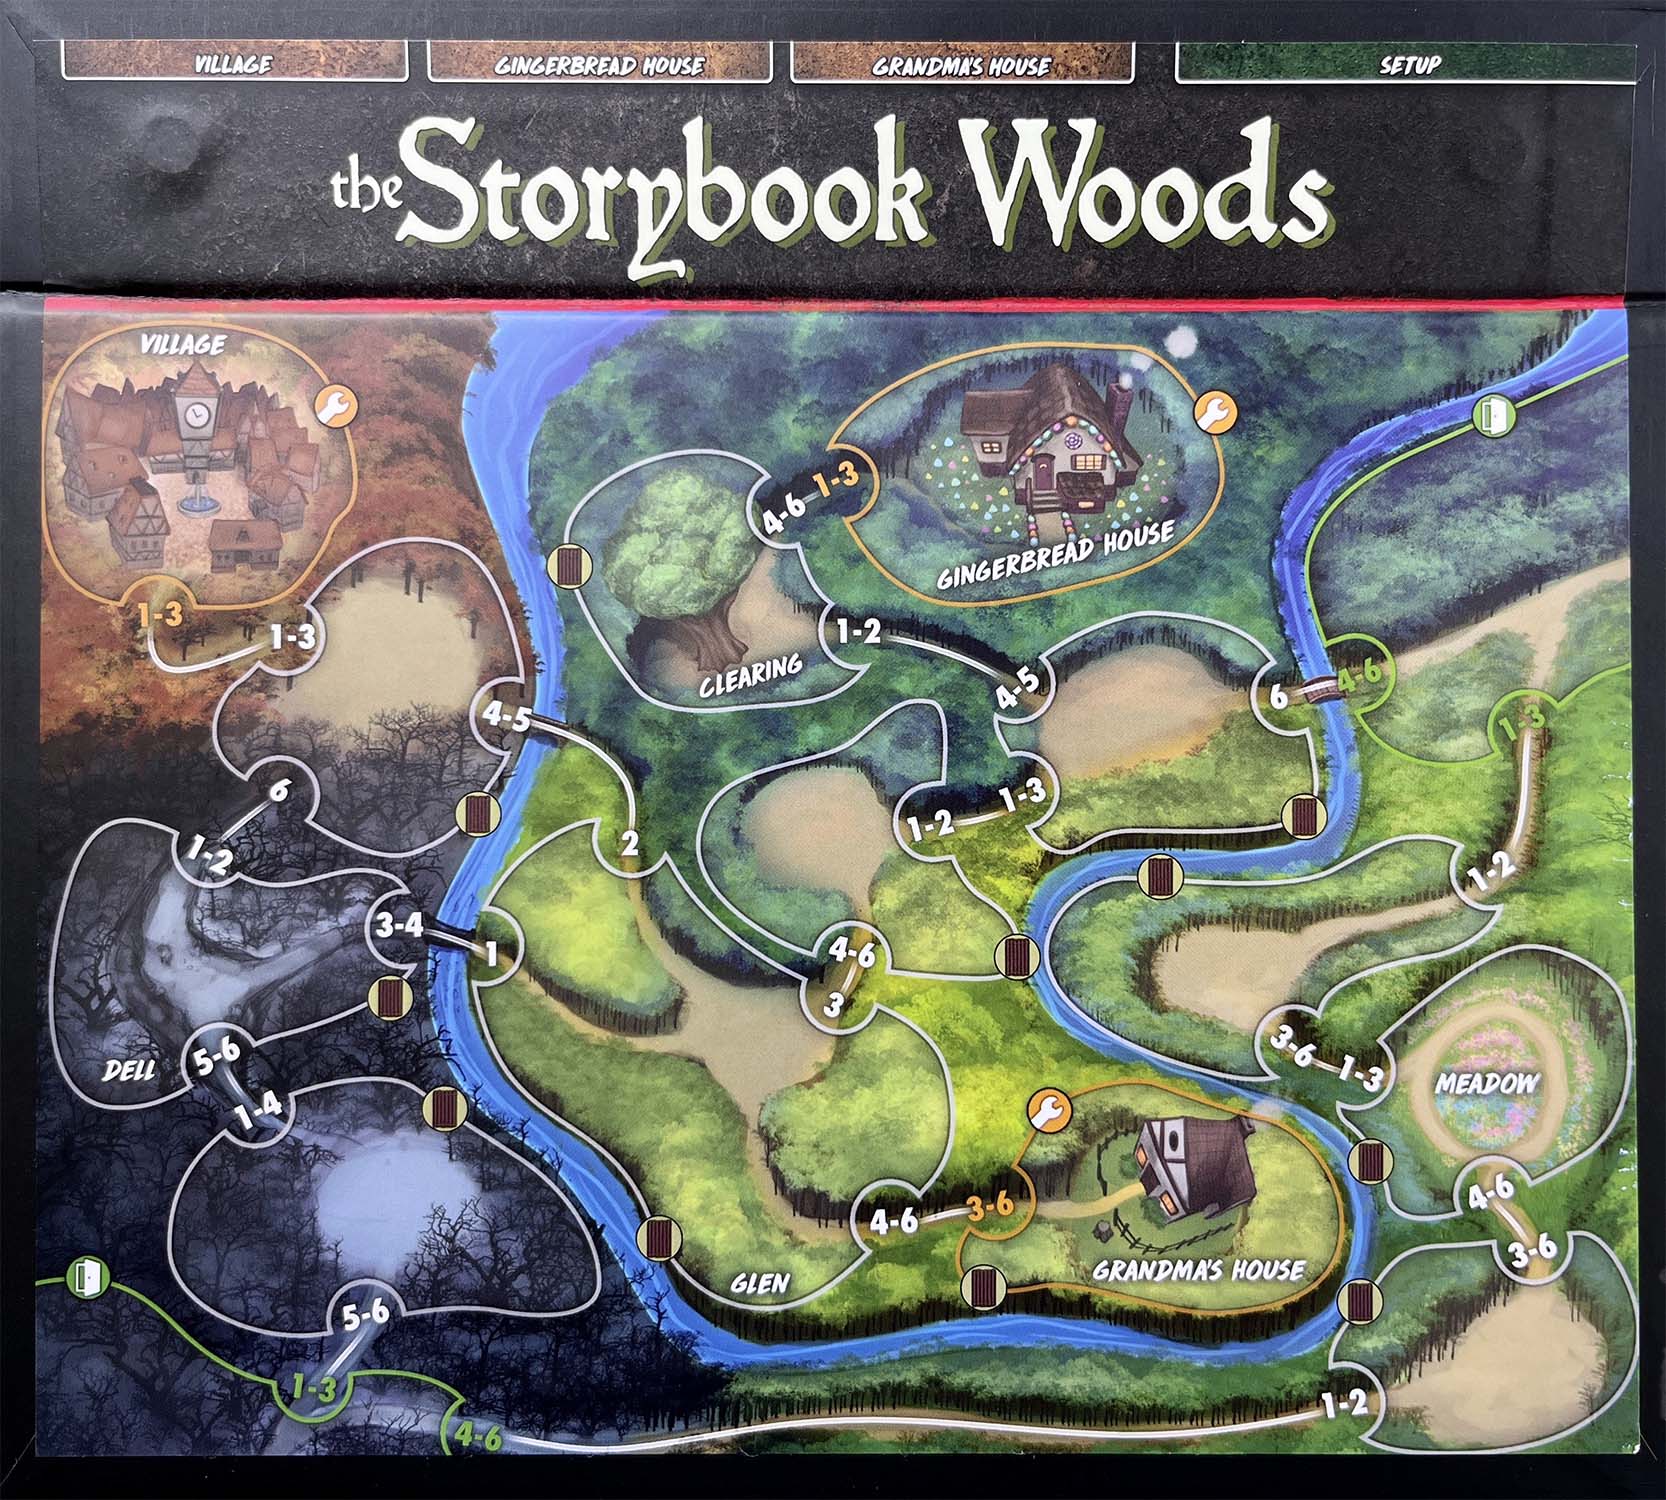 VILLAGE
GINGERBREAD HOUSE
GRANDMA'S HOUSE
SETUP
the Storybook Woods
VILLAGE
4-6
1-3
GINGERBREAD HOUSE
1-3
1-3
1-2
CLEARING
4-5
6
4-6
4-5
1-3
6
1-3
1-2
2
1-2
1-2
3-4
1
4-6
3
DELL
5-6
3-6
1-3
MEADOW
1-4
4-6
3-6
4-6
3-6
GLEN
GRANDMA'S HOUSE
5-6
1-3
1-2
4-6